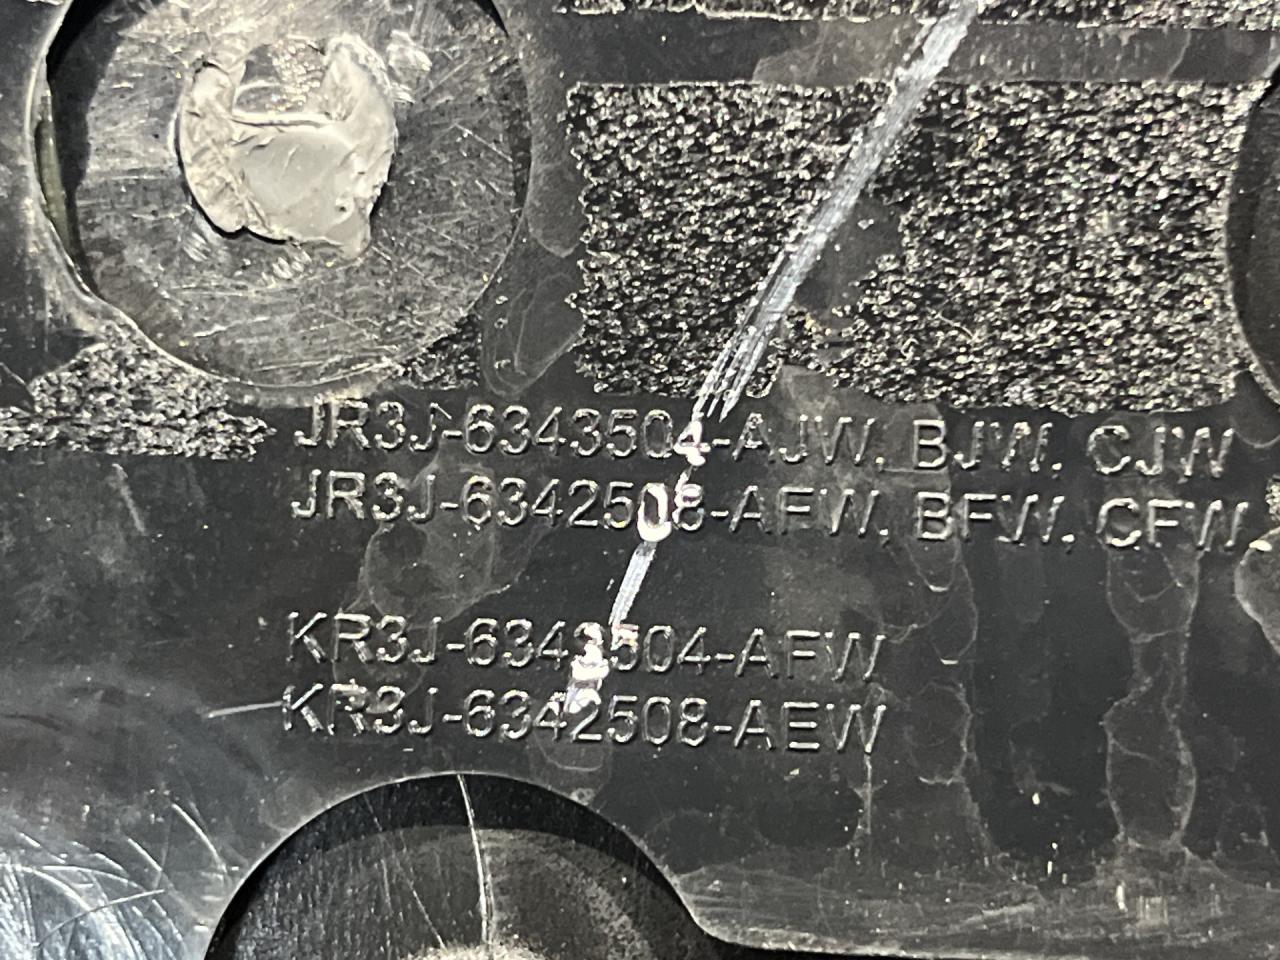 JR3J-6343504-AJW, BJW, CJW
JR3J-6342508-AFW, BFW, CFW
KR3J-6343504-AFW
KR3J-6342508-AEW